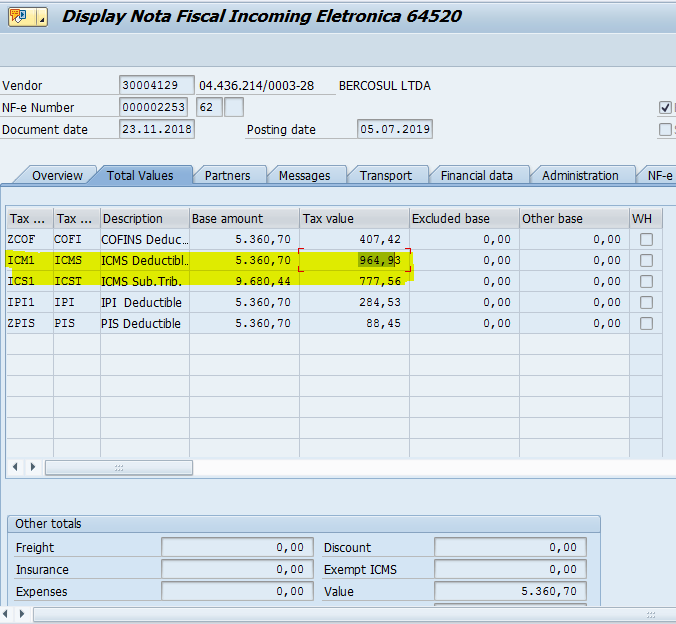 Display Nota Fiscal Incoming Eletronica 64520
Vendor 30004129 04.436.214/0003-28 BERCOSUL LTDA
NF-e Number 000002253 62
Document date 23.11.2018 Posting date 05.07.2019
Overview Total Values Partners Messages Transport Financial data Administration NF-e
Tax ... Tax ... Description Base amount Tax value Excluded base Other base WH
ZCOF COFI COFINS Deduc... 5.360,70 407,42 0,00 0,00
ICM1 ICMS ICMS Deductibl.. 5.360,70 964,93 0,00 0,00
ICS1 ICST ICMS Sub.Trib. 9.680,44 777,56 0,00 0,00
IPI1 IPI IPI Deductible 5.360,70 284,53 0,00 0,00
ZPIS PIS PIS Deductible 5.360,70 88,45 0,00 0,00
Other totals
Freight 0,00 Discount 0,00
Insurance 0,00 Exempt ICMS 0,00
Expenses 0,00 Value 5.360,70